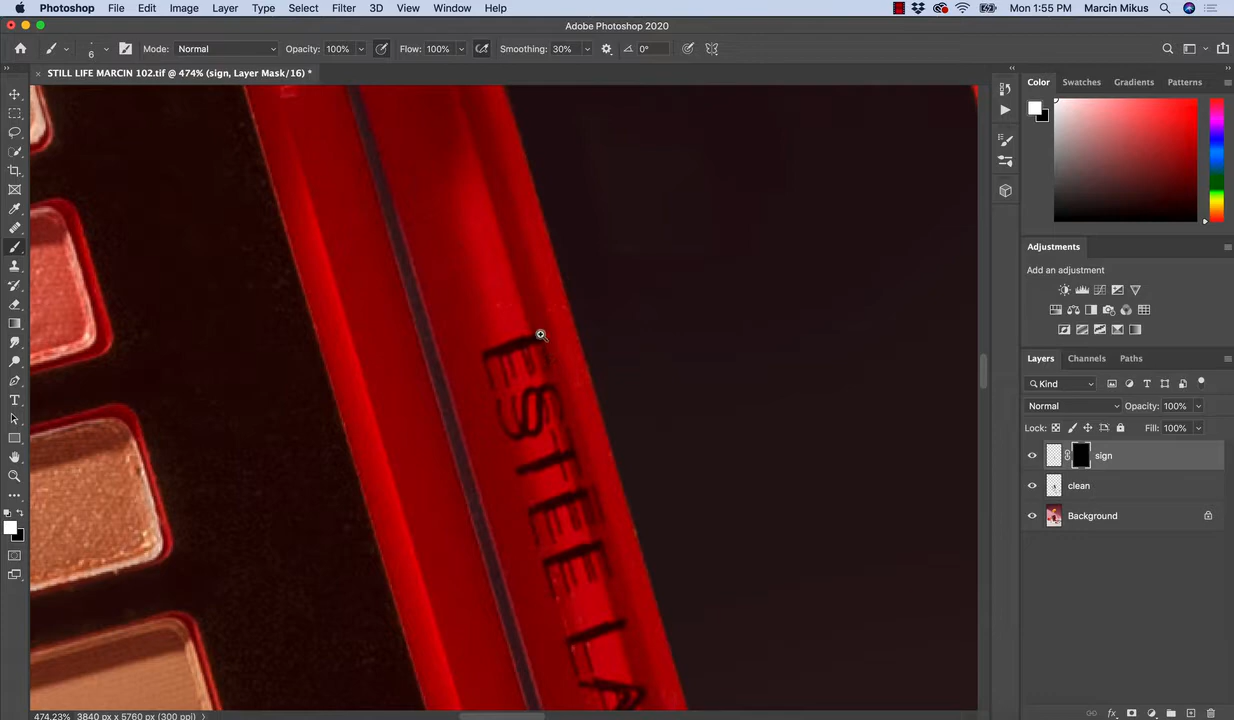 Photoshop File Edit Image Layer Type Select Filter 3D View Window Help Mon 1:55 PM Marcin Mikus
Adobe Photoshop 2020
6 Mode: Normal Opacity: 100% Flow: 100% Smoothing: 30% 0°
STILL LIFE MARCIN 102.tif @ 474% (sign, Layer Mask/16) *
Color Swatches Gradients Patterns
Adjustments
Add an adjustment
Layers Channels Paths
Kind
Normal Opacity: 100%
Lock: Fill: 100%
sign
clean
Background
ESTEE LA
474.23% 3840 px x 5760 px (300 ppi)